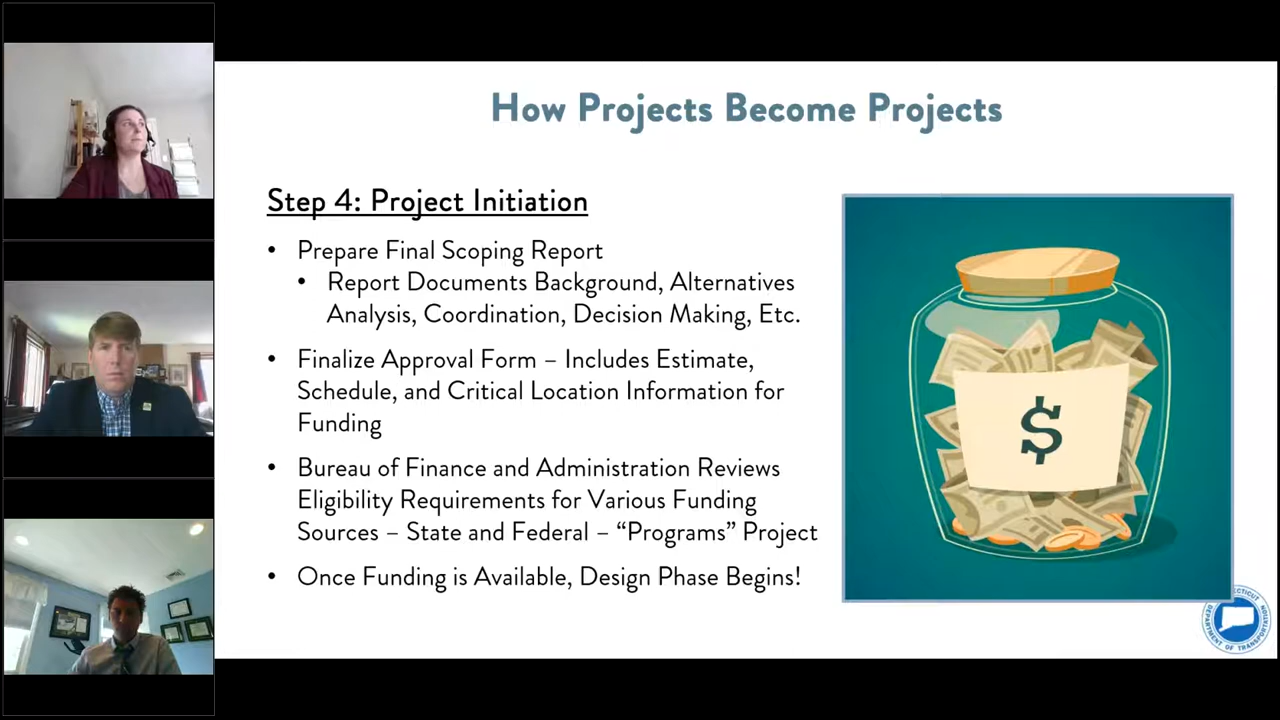 How Projects Become Projects
Step 4: Project Initiation
• Prepare Final Scoping Report
• Report Documents Background, Alternatives
Analysis, Coordination, Decision Making, Etc.
• Finalize Approval Form – Includes Estimate,
Schedule, and Critical Location Information for
Funding
• Bureau of Finance and Administration Reviews
Eligibility Requirements for Various Funding
Sources – State and Federal – “Programs” Project
• Once Funding is Available, Design Phase Begins!
$
DEPARTMENT OF TRANSPORTATION